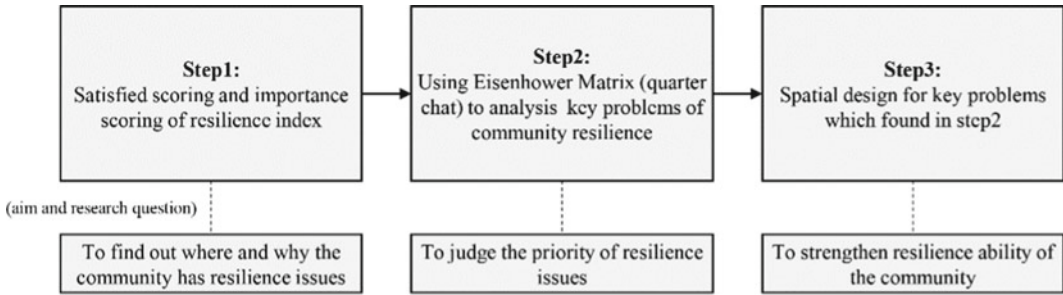 Step1:
Satisfied scoring and importance
scoring of resilience index
Step2:
Using Eisenhower Matrix (quarter
chat) to analysis key problems of
community resilience
Step3:
Spatial design for key problems
which found in step2
(aim and research question)
To find out where and why the
community has resilience issues
To judge the priority of resilience
issues
To strengthen resilience ability of
the community